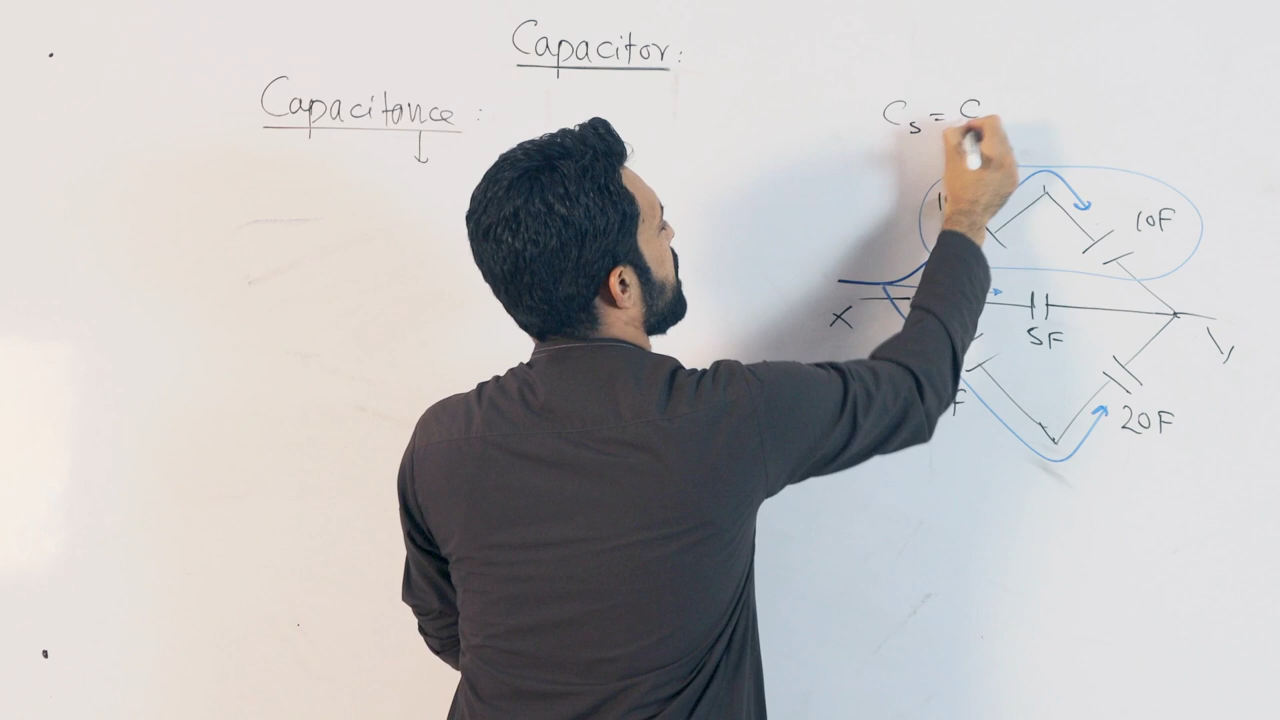 Capacitor:
Capacitance:
Cs = C
10F
X
5F
y
F
20F